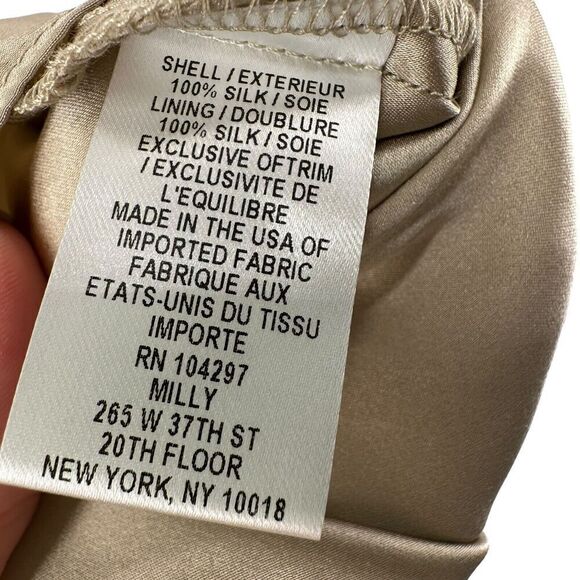 SHELL / EXTERIEUR
100% SILK / SOIE
LINING / DOUBLURE
100% SILK / SOIE
EXCLUSIVE OFTRIM
/ EXCLUSIVITE DE
L'EQUILIBRE
MADE IN THE USA OF
IMPORTED FABRIC
FABRIQUE AUX
ETATS-UNIS DU TISSU
IMPORTE
RN 104297
MILLY
265 W 37TH ST
20TH FLOOR
NEW YORK, NY 10018